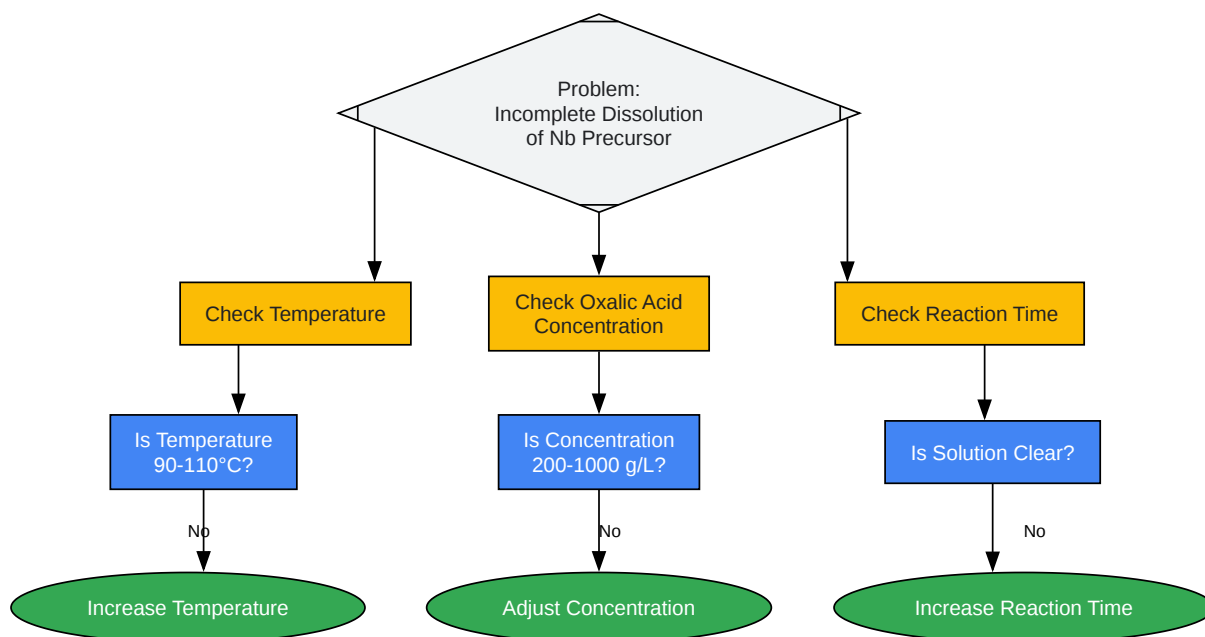 Problem:
Incomplete Dissolution
of Nb Precursor
Check Temperature
Check Oxalic Acid
Concentration
Check Reaction Time
Is Temperature
90-110°C?
Is Concentration
200-1000 g/L?
Is Solution Clear?
No
No
No
Increase Temperature
Adjust Concentration
Increase Reaction Time